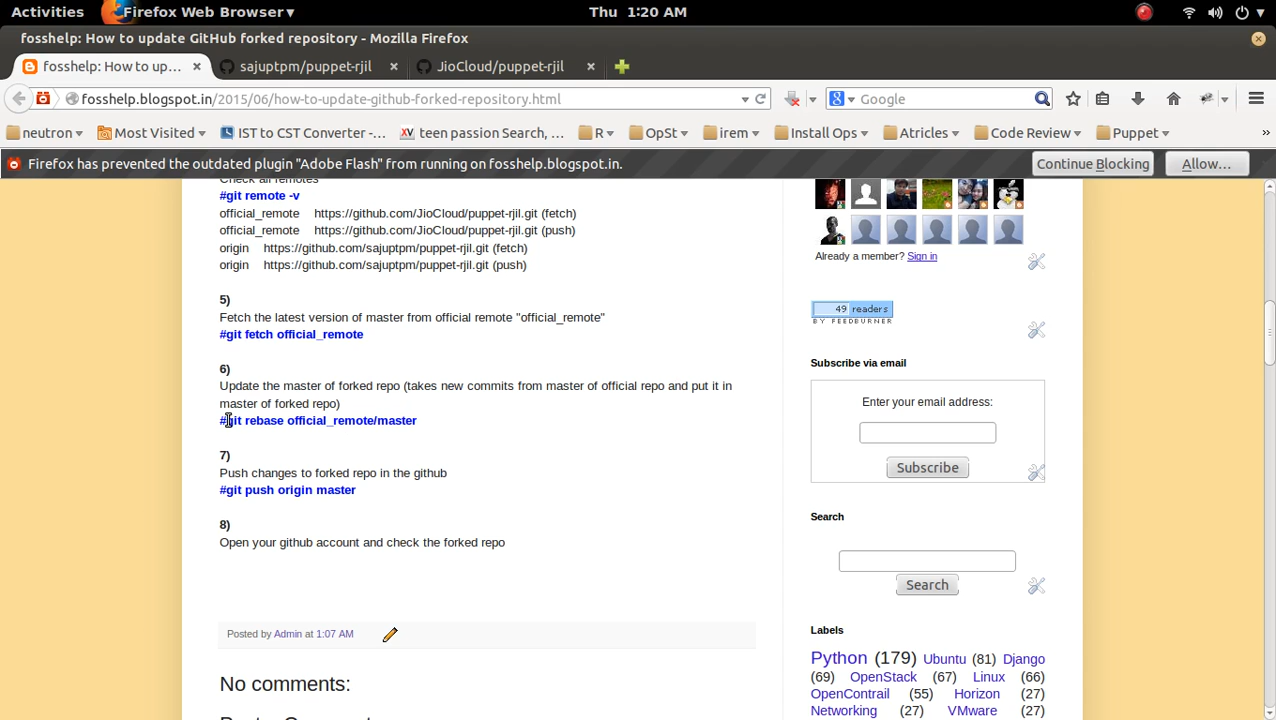 Activities Firefox Web Browser ▾ Thu 1:20 AM
fosshelp: How to update GitHub forked repository - Mozilla Firefox
fosshelp: How to up... sajuptpm/puppet-rjil JioCloud/puppet-rjil
fosshelp.blogspot.in/2015/06/how-to-update-github-forked-repository.html Google
neutron Most Visited IST to CST Converter -... teen passion Search, ... R OpSt irem Install Ops Atricles Code Review Puppet »
Firefox has prevented the outdated plugin "Adobe Flash" from running on fosshelp.blogspot.in. Continue Blocking Allow...
Check all remotes
#git remote -v
official_remote https://github.com/JioCloud/puppet-rjil.git (fetch)
official_remote https://github.com/JioCloud/puppet-rjil.git (push)
origin https://github.com/sajuptpm/puppet-rjil.git (fetch)
origin https://github.com/sajuptpm/puppet-rjil.git (push)
5)
Fetch the latest version of master from official remote "official_remote"
#git fetch official_remote
6)
Update the master of forked repo (takes new commits from master of official repo and put it in
master of forked repo)
#git rebase official_remote/master
7)
Push changes to forked repo in the github
#git push origin master
8)
Open your github account and check the forked repo
Posted by Admin at 1:07 AM
No comments:
Already a member? Sign in
49 readers
BY FEEDBURNER
Subscribe via email
Enter your email address:
Subscribe
Search
Search
Labels
Python (179) Ubuntu (81) Django
(69) OpenStack (67) Linux (66)
OpenContrail (55) Horizon (27)
Networking (27) VMware (27)